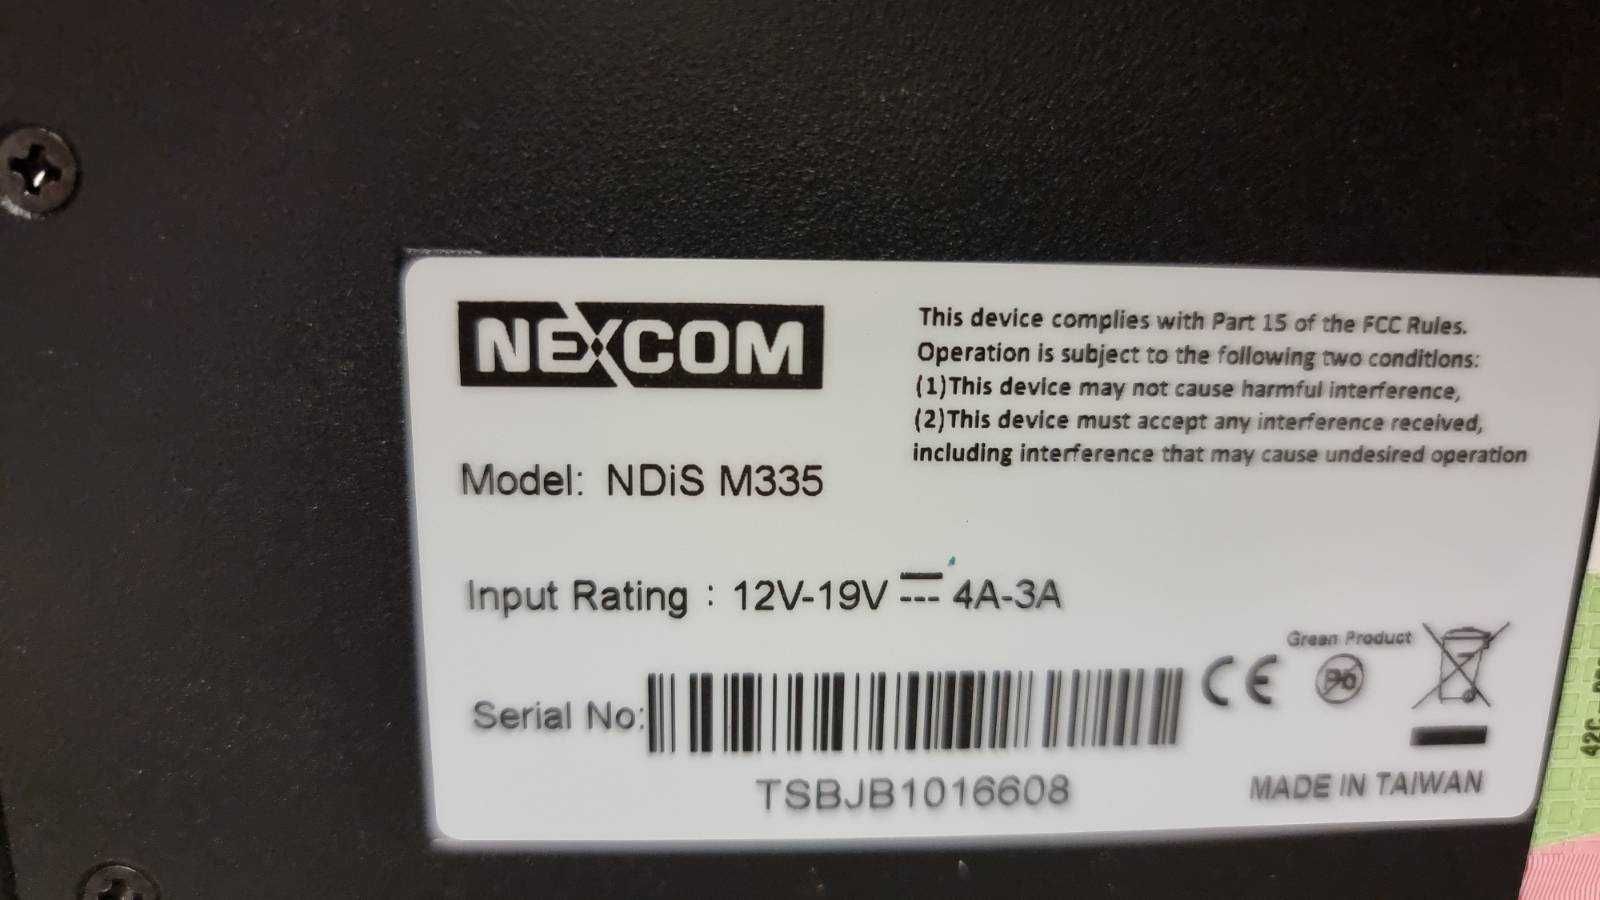 NEXCOM
This device complies with Part 15 of the FCC Rules.
Operation is subject to the following two conditions:
(1)This device may not cause harmful interference,
(2)This device must accept any interference received,
including interference that may cause undesired operation
Model: NDiS M335
Input Rating : 12V-19V ⎓ 4A-3A
Green Product
CE
Pb
Serial No:
TSBJB1016608
MADE IN TAIWAN
42C